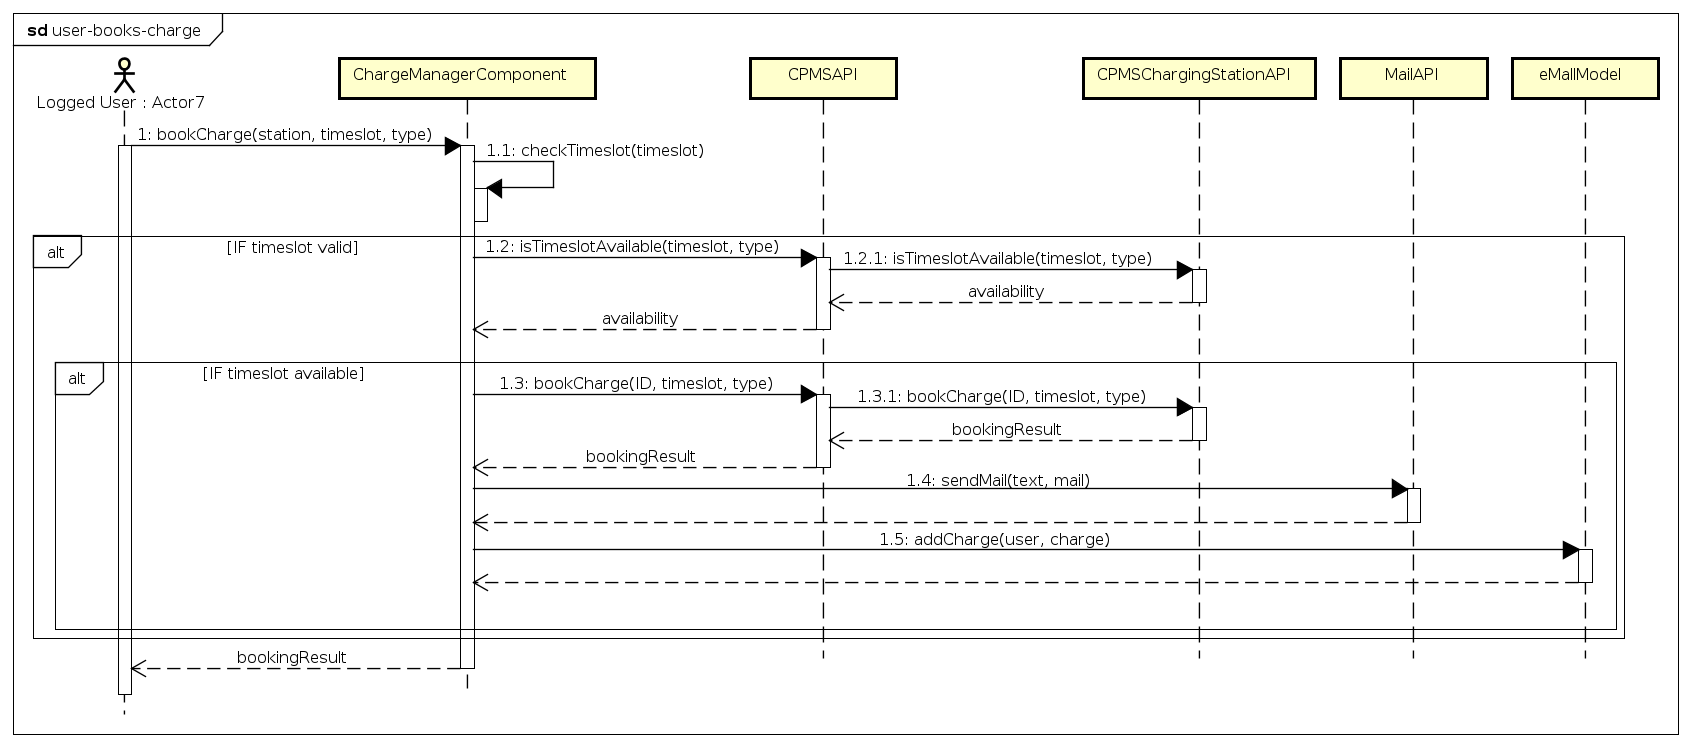 sd user-books-charge
Logged User : Actor7
ChargeManagerComponent
CPMSAPI
CPMSChargingStationAPI
MailAPI
eMallModel
1: bookCharge(station, timeslot, type)
1.1: checkTimeslot(timeslot)
alt
[IF timeslot valid]
1.2: isTimeslotAvailable(timeslot, type)
1.2.1: isTimeslotAvailable(timeslot, type)
availability
availability
alt
[IF timeslot available]
1.3: bookCharge(ID, timeslot, type)
1.3.1: bookCharge(ID, timeslot, type)
bookingResult
bookingResult
1.4: sendMail(text, mail)
1.5: addCharge(user, charge)
bookingResult